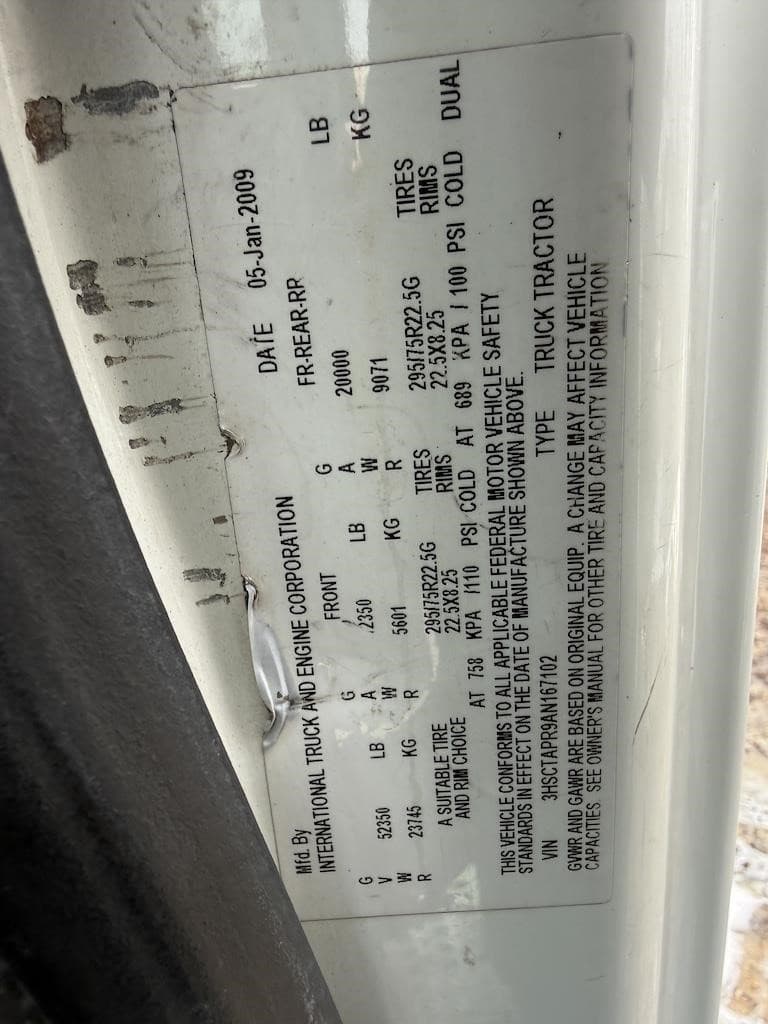 Mfd. By
INTERNATIONAL TRUCK AND ENGINE CORPORATION DATE 05-Jan-2009
FRONT FR-REAR-RR
G V W R 52350 LB 23745 KG
G A W R 2350 LB 5601 KG
G A W R 20000 LB 9071 KG
A SUITABLE TIRE AND RIM CHOICE
295/75R22.5G TIRES 295/75R22.5G TIRES
22.5X8.25 RIMS 22.5X8.25 RIMS
AT 758 KPA /110 PSI COLD AT 689 KPA / 100 PSI COLD DUAL
THIS VEHICLE CONFORMS TO ALL APPLICABLE FEDERAL MOTOR VEHICLE SAFETY
STANDARDS IN EFFECT ON THE DATE OF MANUFACTURE SHOWN ABOVE.
VIN 3HSCTAPR9AN167102 TYPE TRUCK TRACTOR
GVWR AND GAWR ARE BASED ON ORIGINAL EQUIP. A CHANGE MAY AFFECT VEHICLE
CAPACITIES. SEE OWNER'S MANUAL FOR OTHER TIRE AND CAPACITY INFORMATION